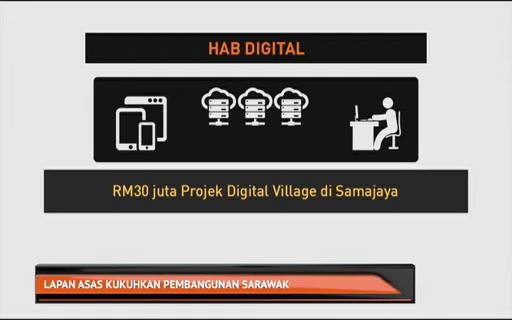 HAB DIGITAL
RM30 juta Projek Digital Village di Samajaya
LAPAN ASAS KUKUHKAN PEMBANGUNAN SARAWAK